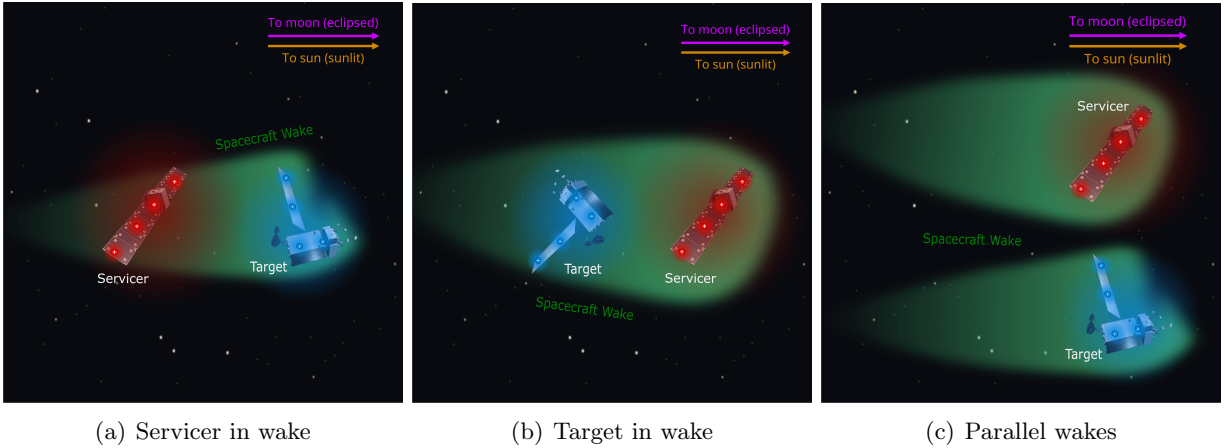 To moon (eclipsed)
To sun (sunlit)
Spacecraft Wake
Servicer
Target
(a) Servicer in wake
To moon (eclipsed)
To sun (sunlit)
Target
Servicer
Spacecraft Wake
(b) Target in wake
To moon (eclipsed)
To sun (sunlit)
Servicer
Spacecraft Wake
Target
(c) Parallel wakes